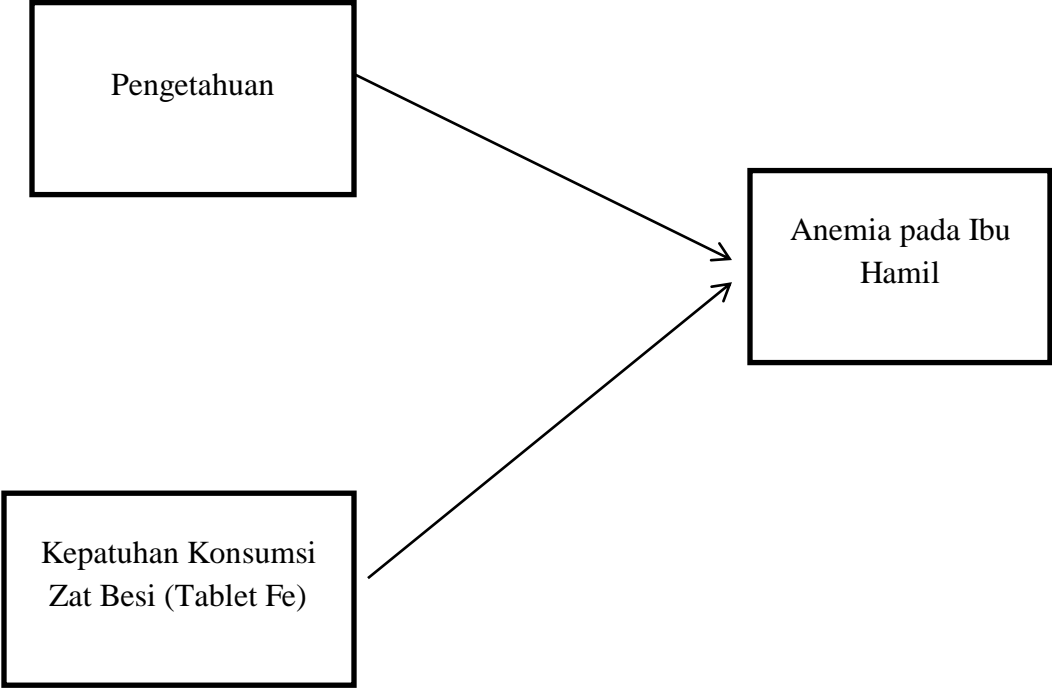 Pengetahuan
Anemia pada Ibu
Hamil
Kepatuhan Konsumsi
Zat Besi (Tablet Fe)